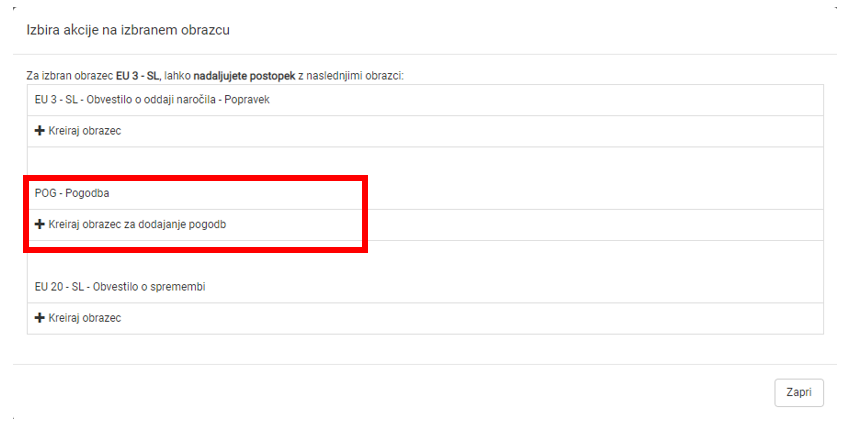 Izbira akcije na izbranem obrazcu
Za izbran obrazec EU 3 - SL, lahko nadaljujete postopek z naslednjimi obrazci:
EU 3 - SL - Obvestilo o oddaji naročila - Popravek
Kreiraj obrazec
POG - Pogodba
Kreiraj obrazec za dodajanje pogodb
EU 20 - SL - Obvestilo o spremembi
Kreiraj obrazec
Zapri